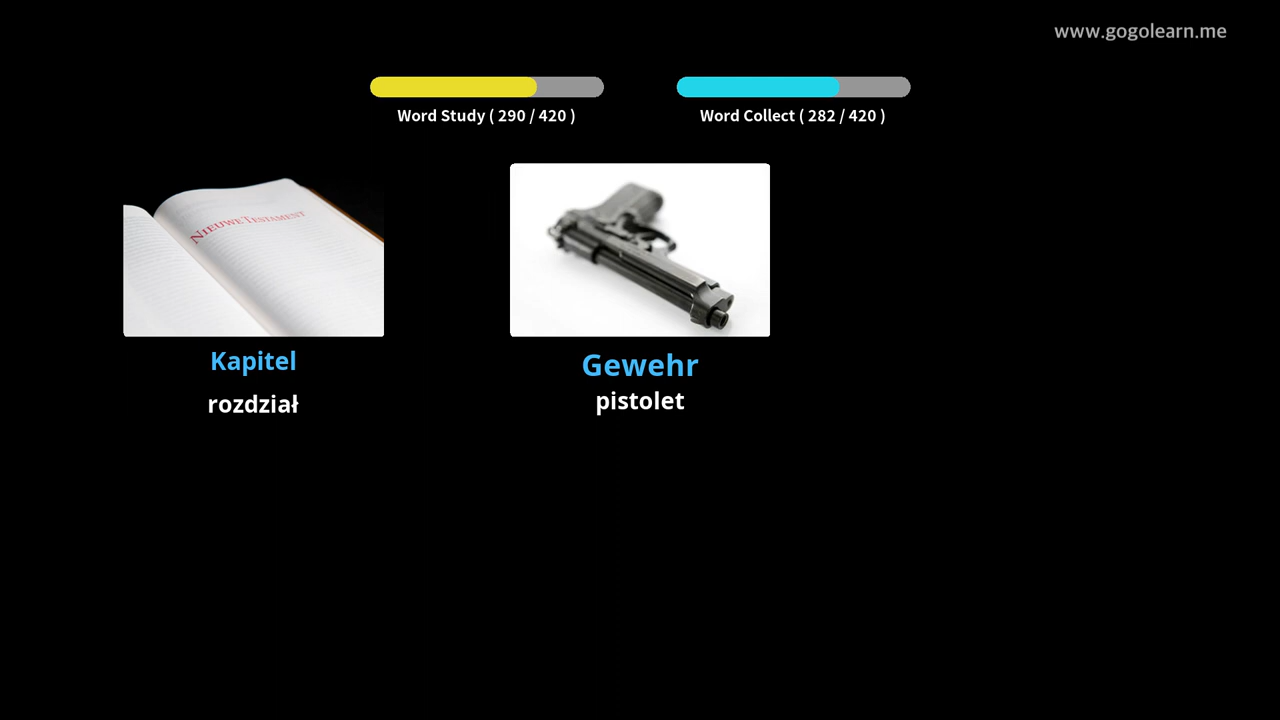 www.gogolearn.me
Word Study ( 290 / 420 )
Word Collect ( 282 / 420 )
NIEUWE TESTAMENT
Kapitel
rozdział
Gewehr
pistolet